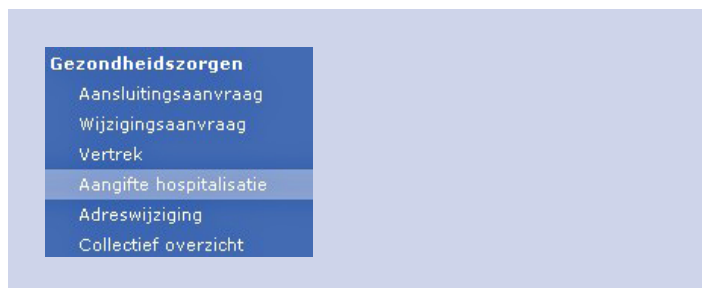 Gezondheidszorgen
Aansluitingsaanvraag
Wijzigingsaanvraag
Vertrek
Aangifte hospitalisatie
Adreswijziging
Collectief overzicht